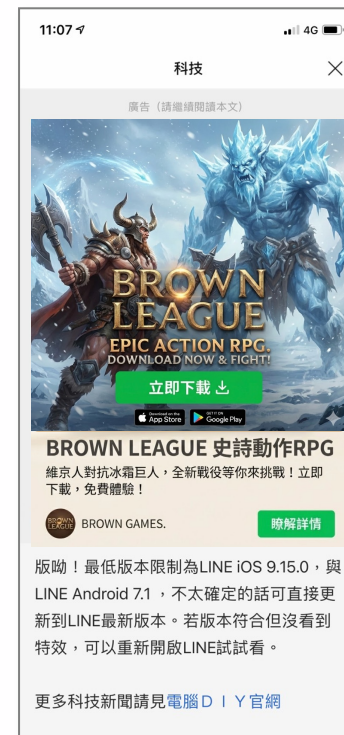 11:07
4G
科技
廣告（請繼續閱讀本文）
BROWN
LEAGUE
EPIC ACTION RPG.
DOWNLOAD NOW & FIGHT!
立即下載
Download on the
App Store
GET IT ON
Google Play
BROWN LEAGUE 史詩動作RPG
維京人對抗冰霜巨人，全新戰役等你來挑戰！立即
下載，免費體驗！
BROWN
LEAGUE
BROWN GAMES.
瞭解詳情
版呦！最低版本限制為LINE iOS 9.15.0，與
LINE Android 7.1 ，不太確定的話可直接更
新到LINE最新版本。若版本符合但沒看到
特效，可以重新開啟LINE試試看。
更多科技新聞請見電腦ＤＩＹ官網